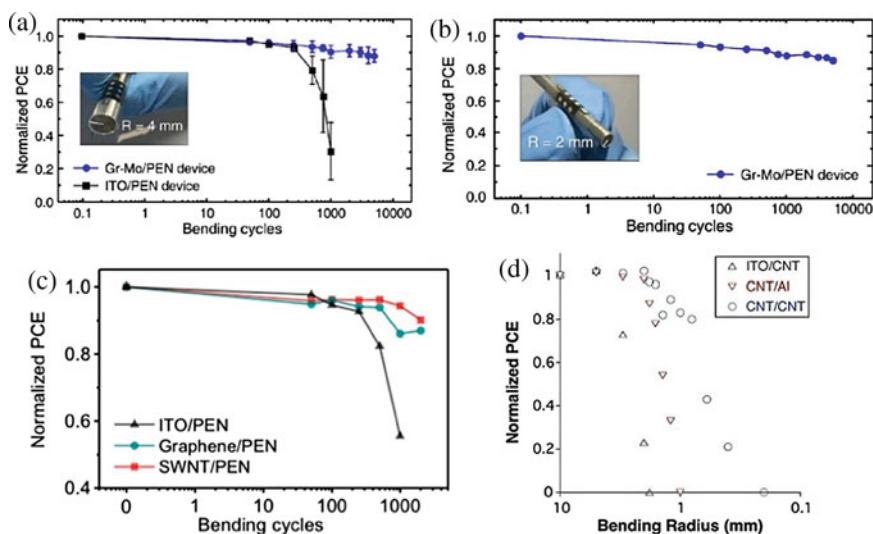 (a)
Normalized PCE
1.0
0.8
0.6
0.4
0.2
0.0
R = 4 mm
Gr-Mo/PEN device
ITO/PEN device
0.1
1
10
100
1000
10000
Bending cycles
(b)
Normalized PCE
1.0
0.8
0.6
0.4
0.2
0.0
R = 2 mm
Gr-Mo/PEN device
0.1
1
10
100
1000
10000
Bending cycles
(c)
Normalized PCE
1.0
0.8
0.6
0.4
ITO/PEN
Graphene/PEN
SWNT/PEN
0
10
100
1000
Bending cycles
(d)
Normalized PCE
1
0.8
0.6
0.4
0.2
0
ITO/CNT
CNT/Al
CNT/CNT
10
1
0.1
Bending Radius (mm)